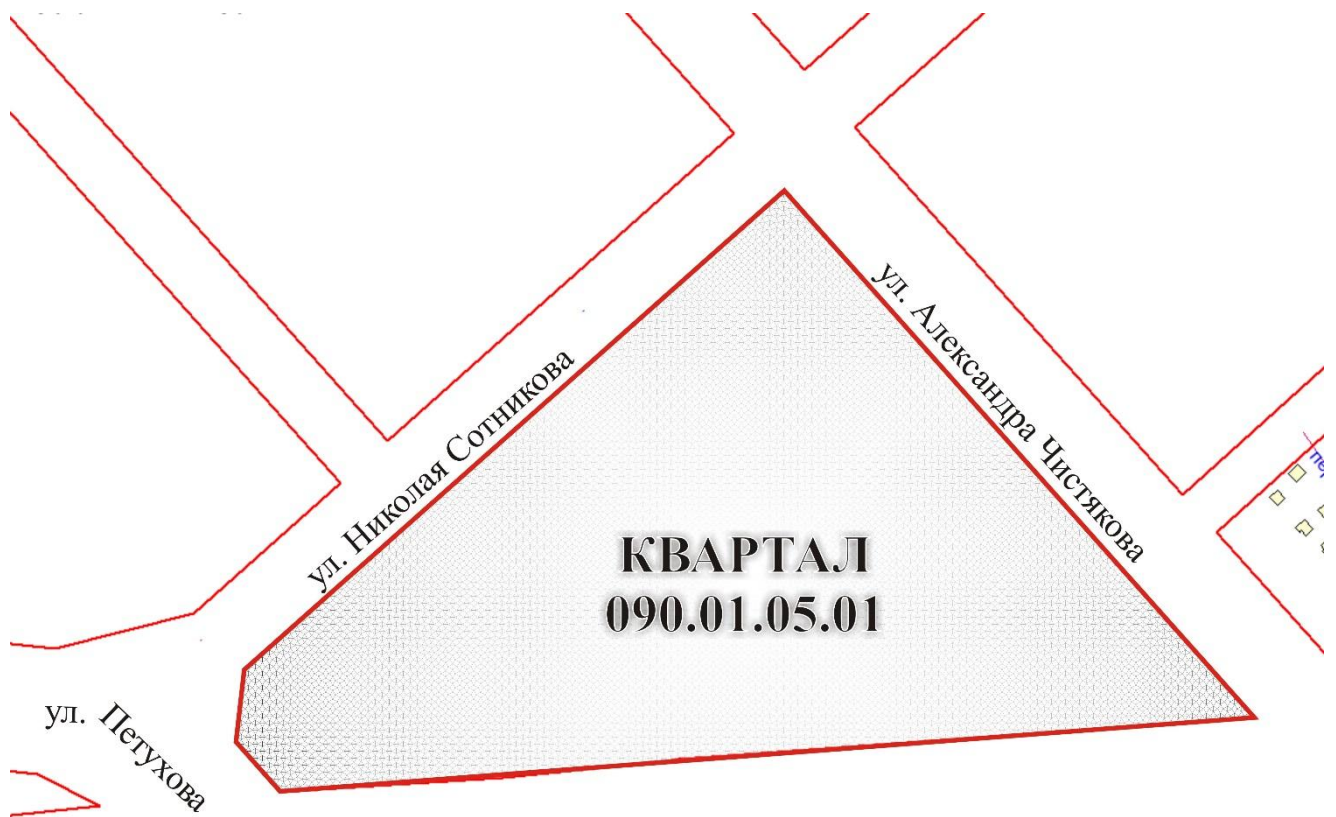 ул. Александра Чистякова
ул. Николая Сотникова
КВАРТАЛ
090.01.05.01
ул. Петухова